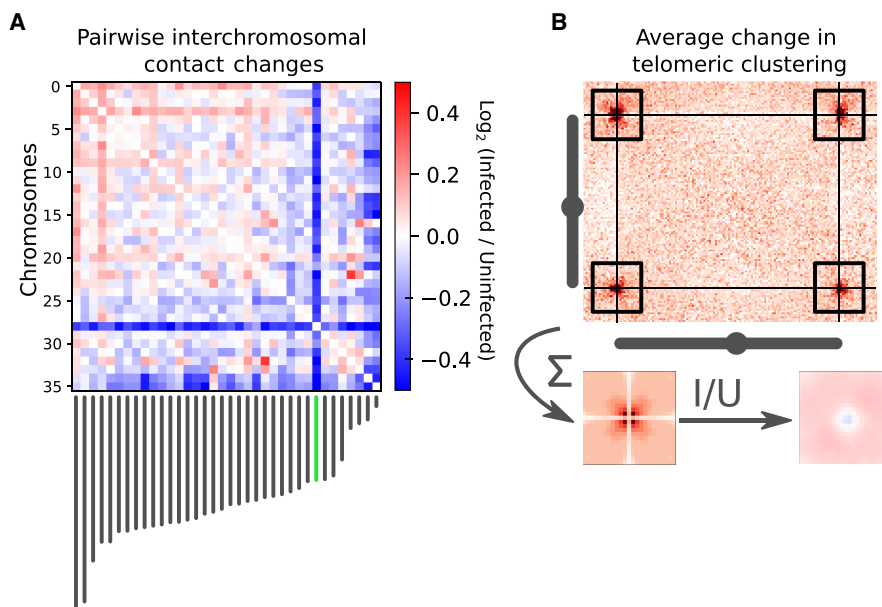 A
Pairwise interchromosomal
contact changes
0
5
10
15
20
25
30
35
Chromosomes
0.4
0.2
0.0
−0.2
−0.4
Log₂ (Infected / Uninfected)
B
Average change in
telomeric clustering
Σ
I/U